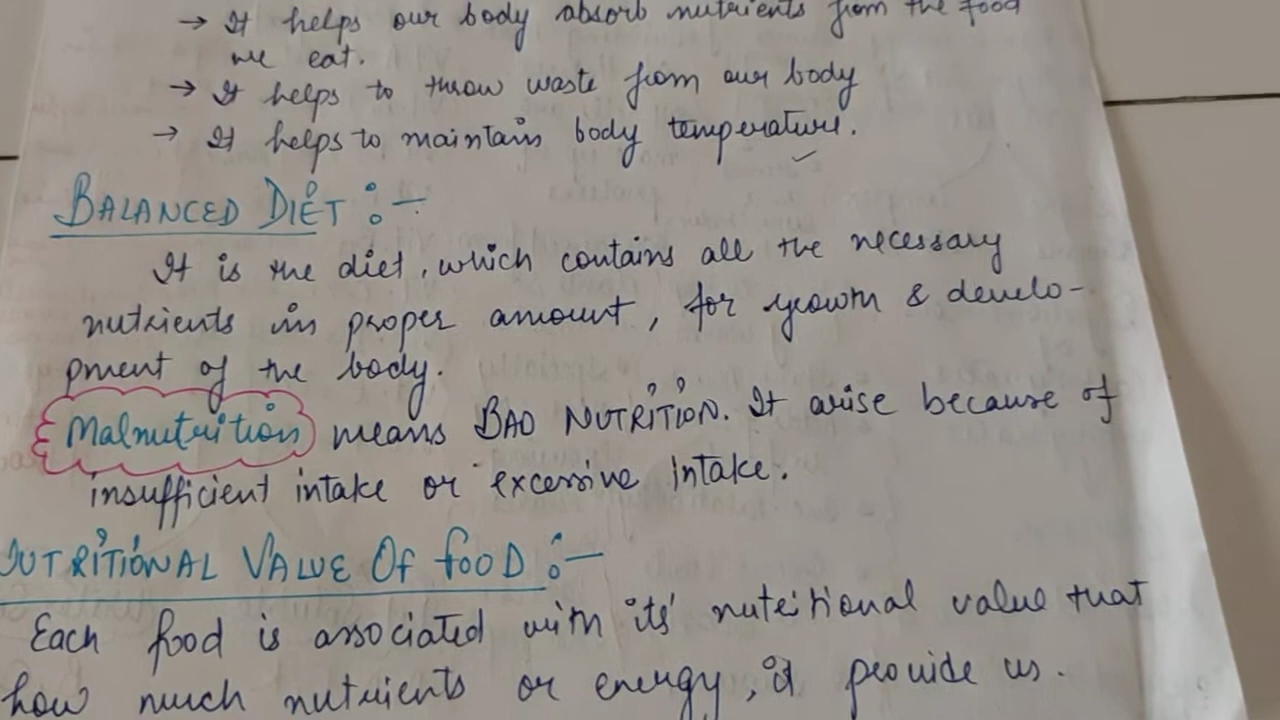 → It helps our body absorb nutrients from the food
we eat.
→ It helps to throw waste from our body
→ It helps to maintain body temperature.
BALANCED DIET :-
It is the diet, which contains all the necessary
nutrients in proper amount, for growth & develo-
pment of the body.
Malnutrition means BAD NUTRITION. It arise because of
insufficient intake or excessive intake.
NUTRITIONAL VALUE OF fOOD :-
Each food is associated with its' nutritional value that
how much nutrients or energy, it provide us.